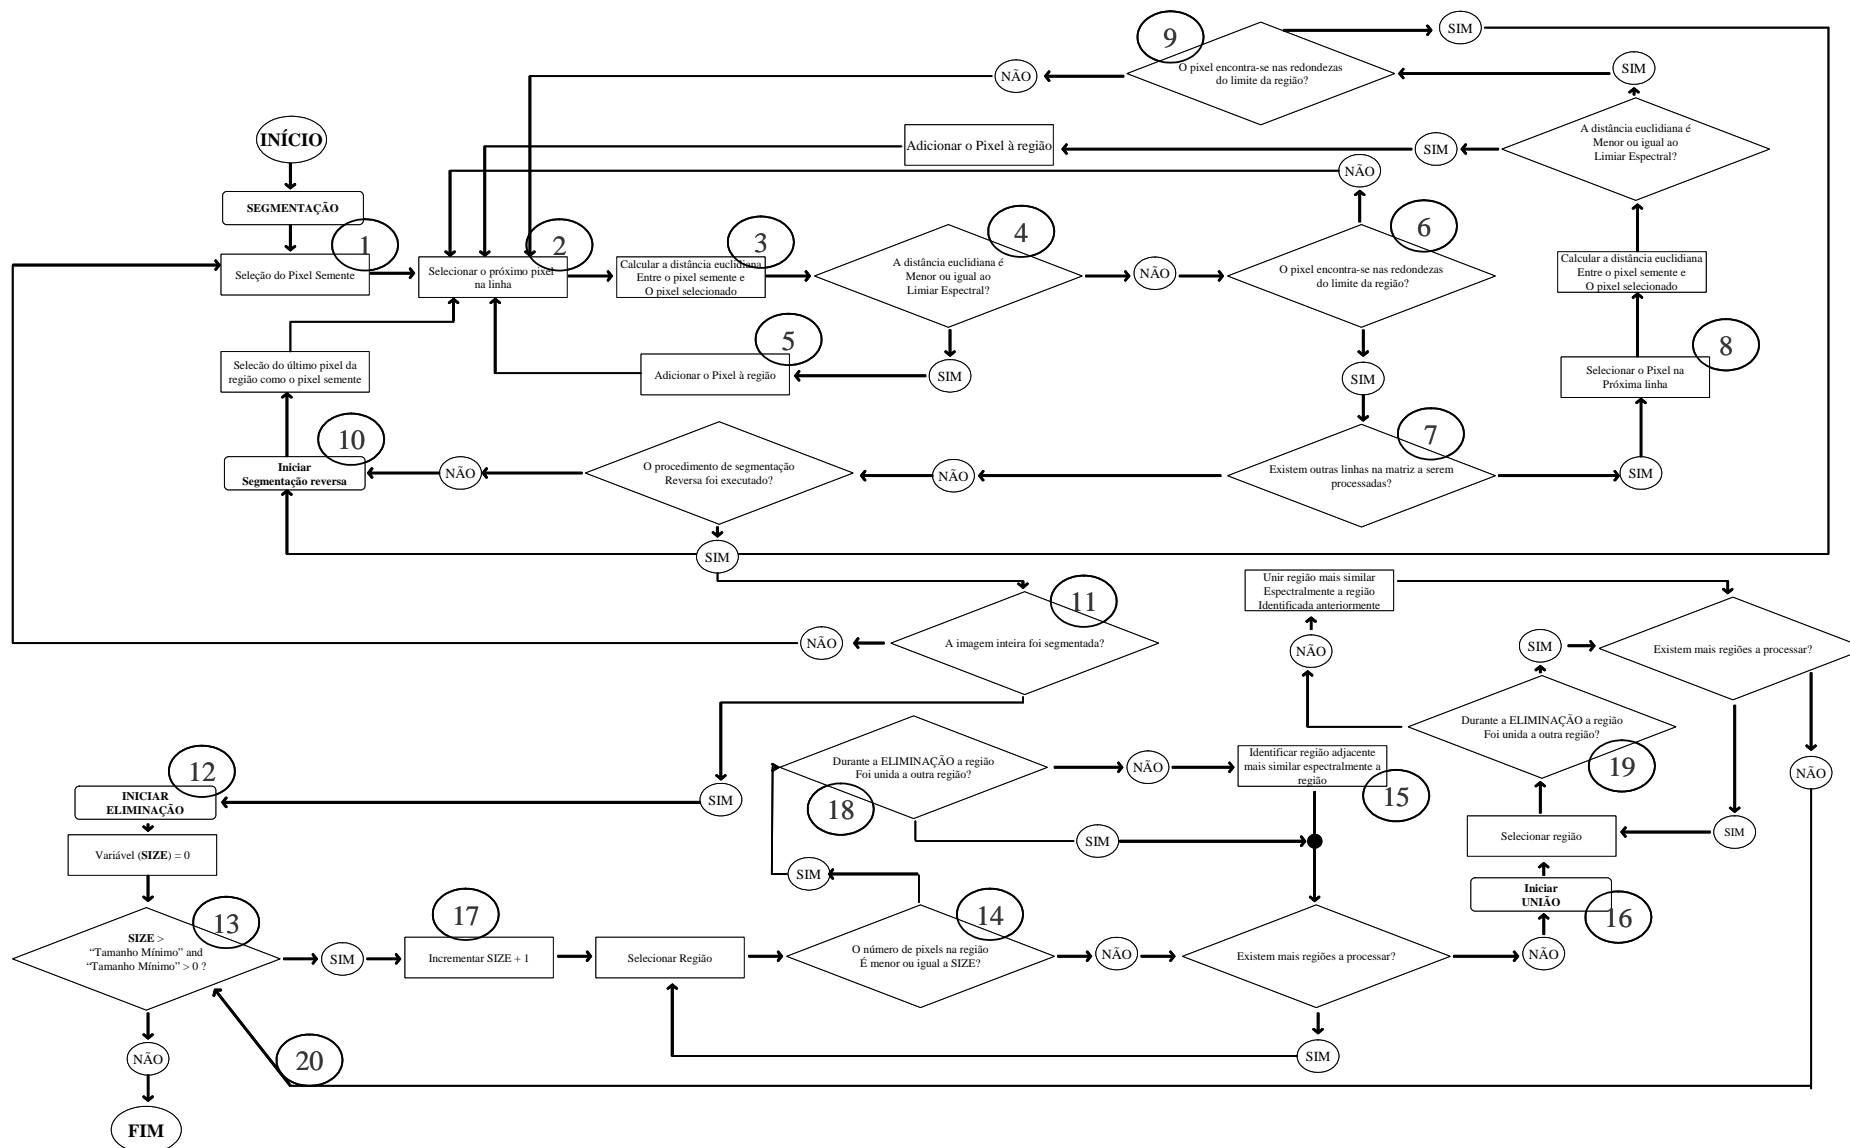 9
SIM
O pixel encontra-se nas redondezas
do limite da região?
NÃO
SIM
INÍCIO
Adicionar o Pixel à região
SIM
A distância euclidiana é
Menor ou igual ao
Limiar Espectral?
NÃO
SEGMENTAÇÃO
1
Seleção do Pixel Semente
2
Selecionar o próximo pixel
na linha
3
Calcular a distância euclidiana
Entre o pixel semente e
O pixel selecionado
4
A distância euclidiana é
Menor ou igual ao
Limiar Espectral?
NÃO
6
O pixel encontra-se nas redondezas
do limite da região?
Calcular a distância euclidiana
Entre o pixel semente e
O pixel selecionado
Selecão do último pixel da
região como o pixel semente
5
Adicionar o Pixel à região
SIM
SIM
8
Selecionar o Pixel na
Próxima linha
10
Iniciar
Segmentação reversa
NÃO
O procedimento de segmentação
Reversa foi executado?
NÃO
7
Existem outras linhas na matriz a serem
processadas?
SIM
SIM
11
A imagem inteira foi segmentada?
NÃO
Unir região mais similar
Espectralmente a região
Identificada anteriormente
NÃO
SIM
Existem mais regiões a processar?
12
INICIAR
ELIMINAÇÃO
SIM
Durante a ELIMINAÇÃO a região
Foi unida a outra região?
18
NÃO
Identificar região adjacente
mais similar espectralmente a
região
15
Durante a ELIMINAÇÃO a região
Foi unida a outra região?
19
NÃO
Variável (SIZE) = 0
SIM
SIM
Selecionar região
SIM
13
SIZE >
“Tamanho Mínimo” and
“Tamanho Mínimo” > 0 ?
SIM
17
Incrementar SIZE + 1
Selecionar Região
14
O número de pixels na região
É menor ou igual a SIZE?
NÃO
Existem mais regiões a processar?
NÃO
Iniciar
UNIÃO
16
NÃO
20
SIM
FIM